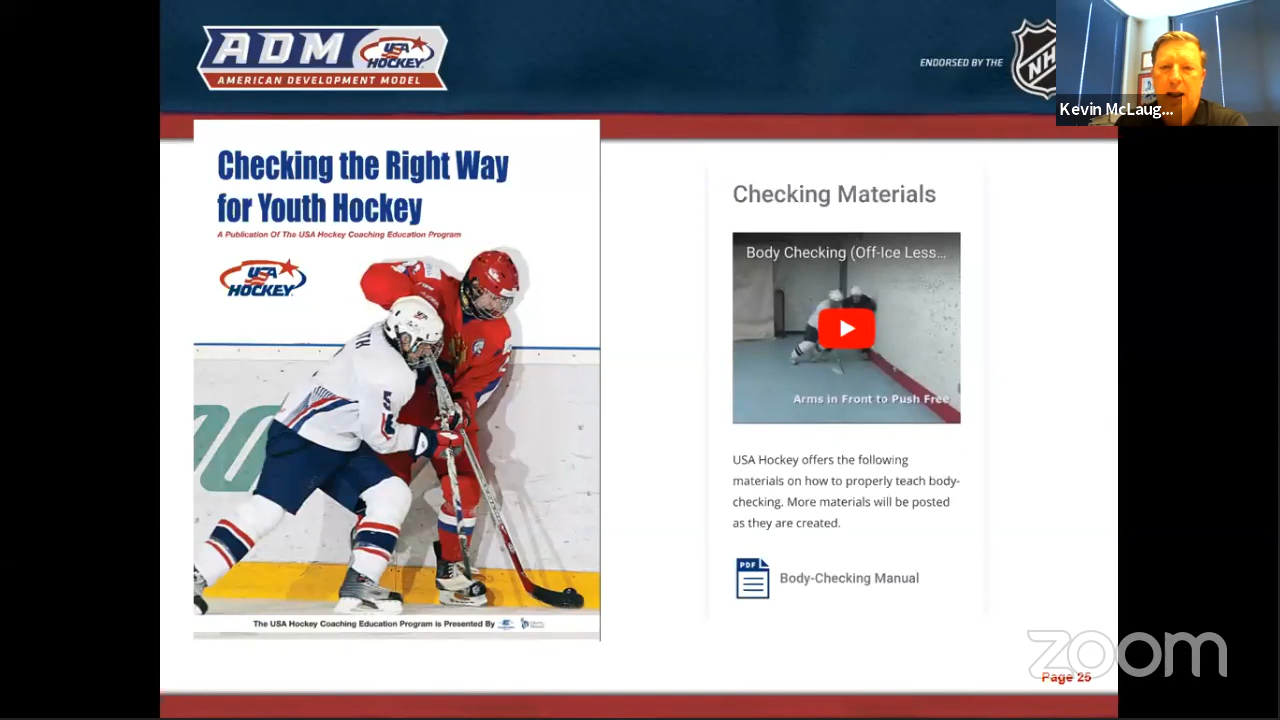 ADM
USA
HOCKEY
AMERICAN DEVELOPMENT MODEL
ENDORSED BY THE
NHL
Kevin McLaug...
Checking the Right Way
for Youth Hockey
A Publication Of The USA Hockey Coaching Education Program
USA
HOCKEY
The USA Hockey Coaching Education Program is Presented By
Checking Materials
Body Checking (Off-Ice Less...
Arms in Front to Push Free
USA Hockey offers the following
materials on how to properly teach body-
checking. More materials will be posted
as they are created.
PDF
Body-Checking Manual
zoom
Page 25